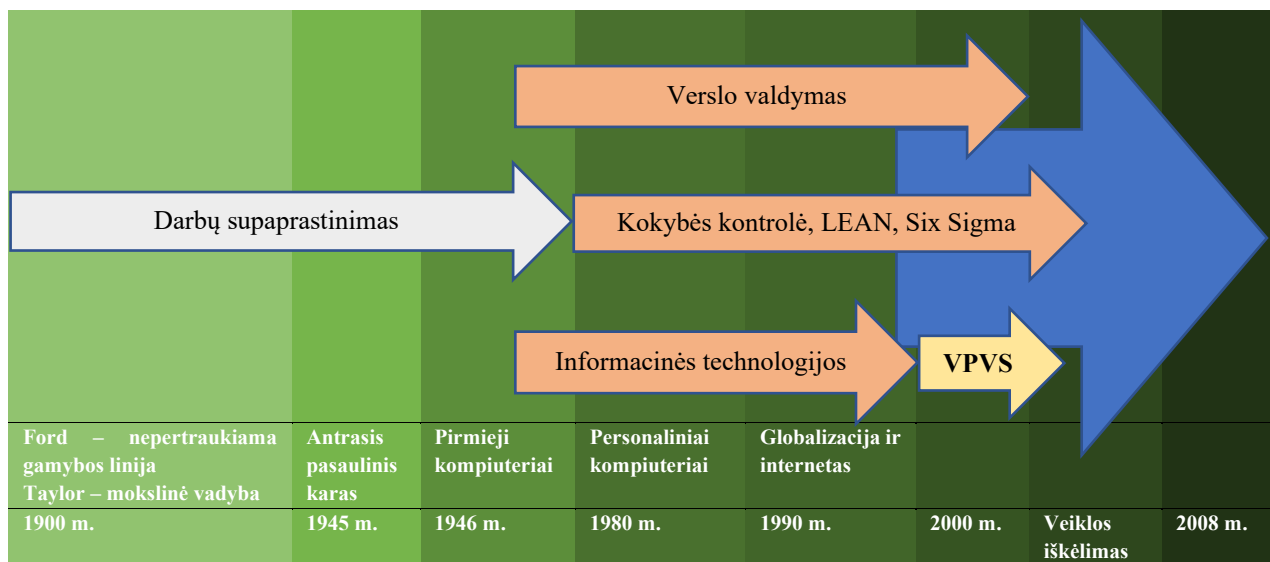 Verslo valdymas
Darbų supaprastinimas
Kokybės kontrolė, LEAN, Six Sigma
Informacinės technologijos
VPVS
Ford – nepertraukiama
gamybos linija
Taylor – mokslinė vadyba
Antrasis
pasaulinis
karas
Pirmieji
kompiuteriai
Personaliniai
kompiuteriai
Globalizacija ir
internetas
1900 m.
1945 m.
1946 m.
1980 m.
1990 m.
2000 m.
Veiklos
iškėlimas
2008 m.